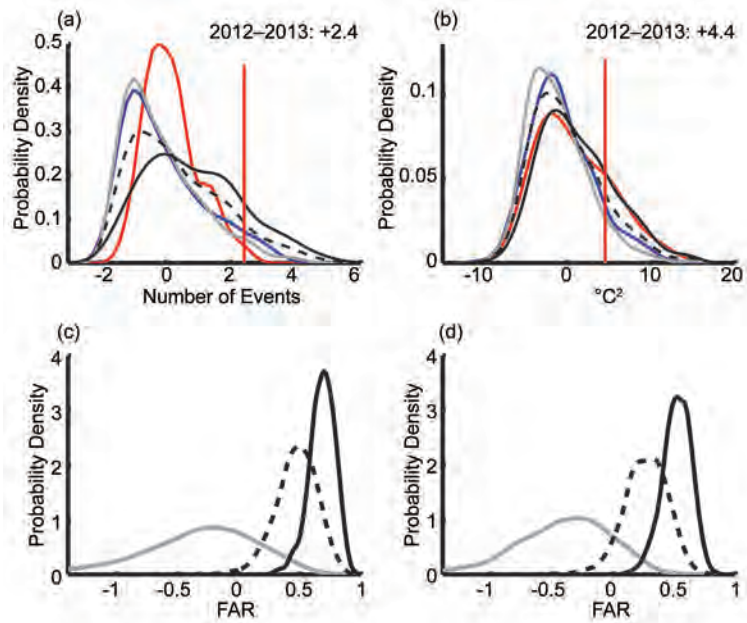 (a)
2012–2013: +2.4
Probability Density
0.5
0.4
0.3
0.2
0.1
0
-2 0 2 4 6
Number of Events
(b)
2012–2013: +4.4
Probability Density
0.1
0.05
0
-10 0 10 20
°C²
(c)
Probability Density
4
3
2
1
0
-1 -0.5 0 0.5 1
FAR
(d)
Probability Density
4
3
2
1
0
-1 -0.5 0 0.5 1
FAR